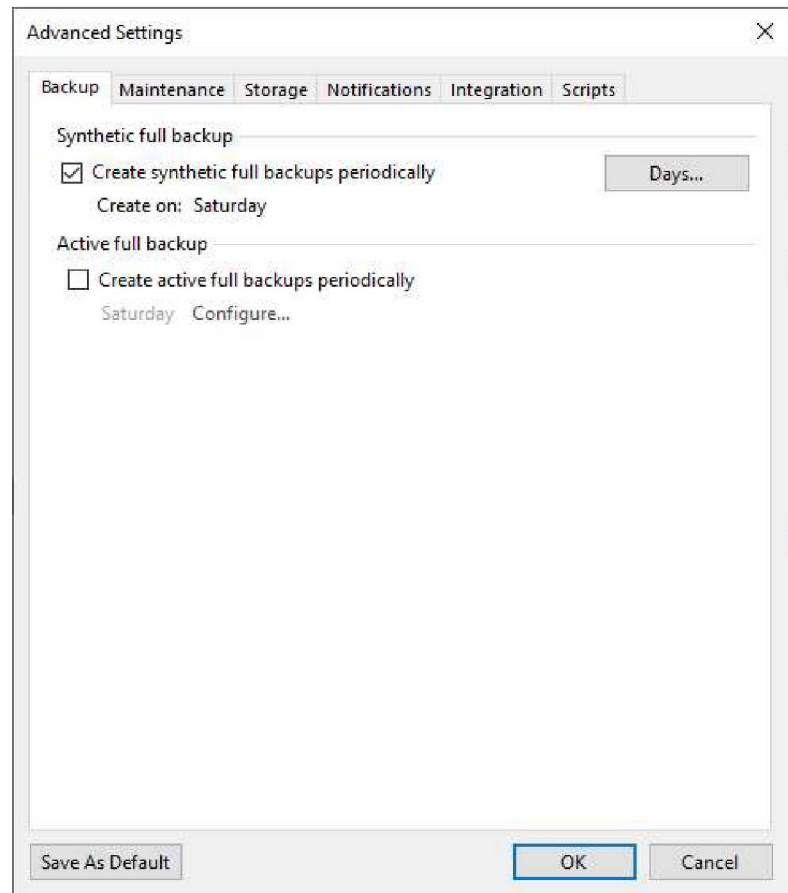 Advanced Settings
Backup Maintenance Storage Notifications Integration Scripts
Synthetic full backup
Create synthetic full backups periodically Days...
Create on: Saturday
Active full backup
Create active full backups periodically
Saturday Configure...
Save As Default OK Cancel